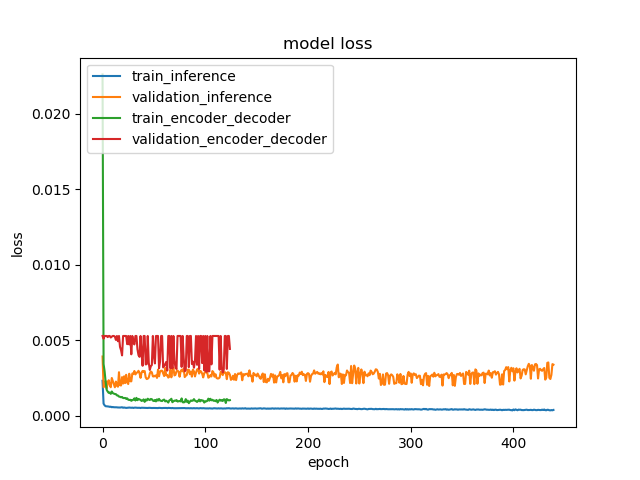 model loss
train_inference
validation_inference
train_encoder_decoder
validation_encoder_decoder
0.020
0.015
0.010
0.005
0.000
loss
0
100
200
300
400
epoch